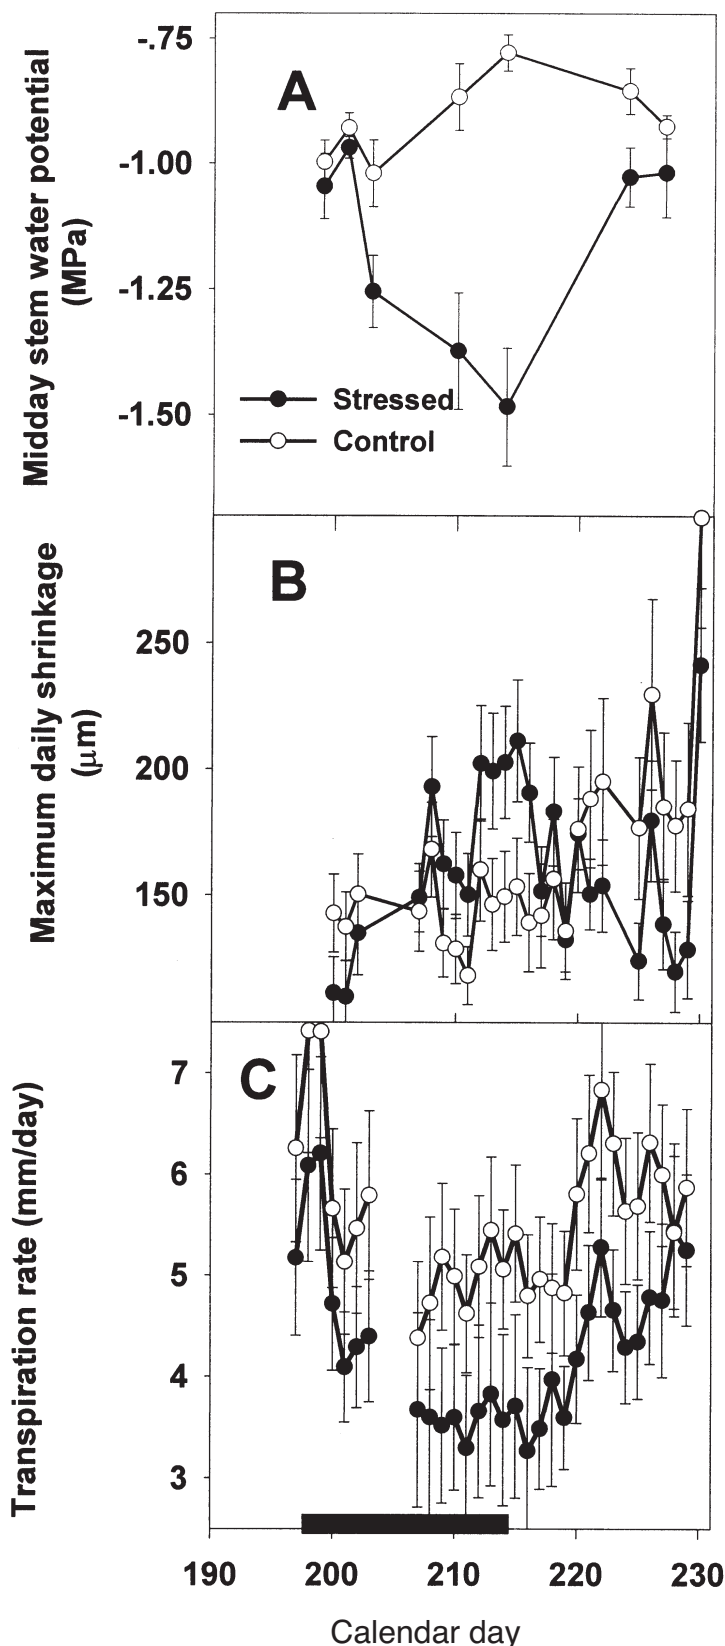 Midday stem water potential
(MPa)
-.75
-1.00
-1.25
-1.50
A
Stressed
Control
Maximum daily shrinkage
(μm)
250
200
150
B
Transpiration rate (mm/day)
7
6
5
4
3
C
190 200 210 220 230
Calendar day